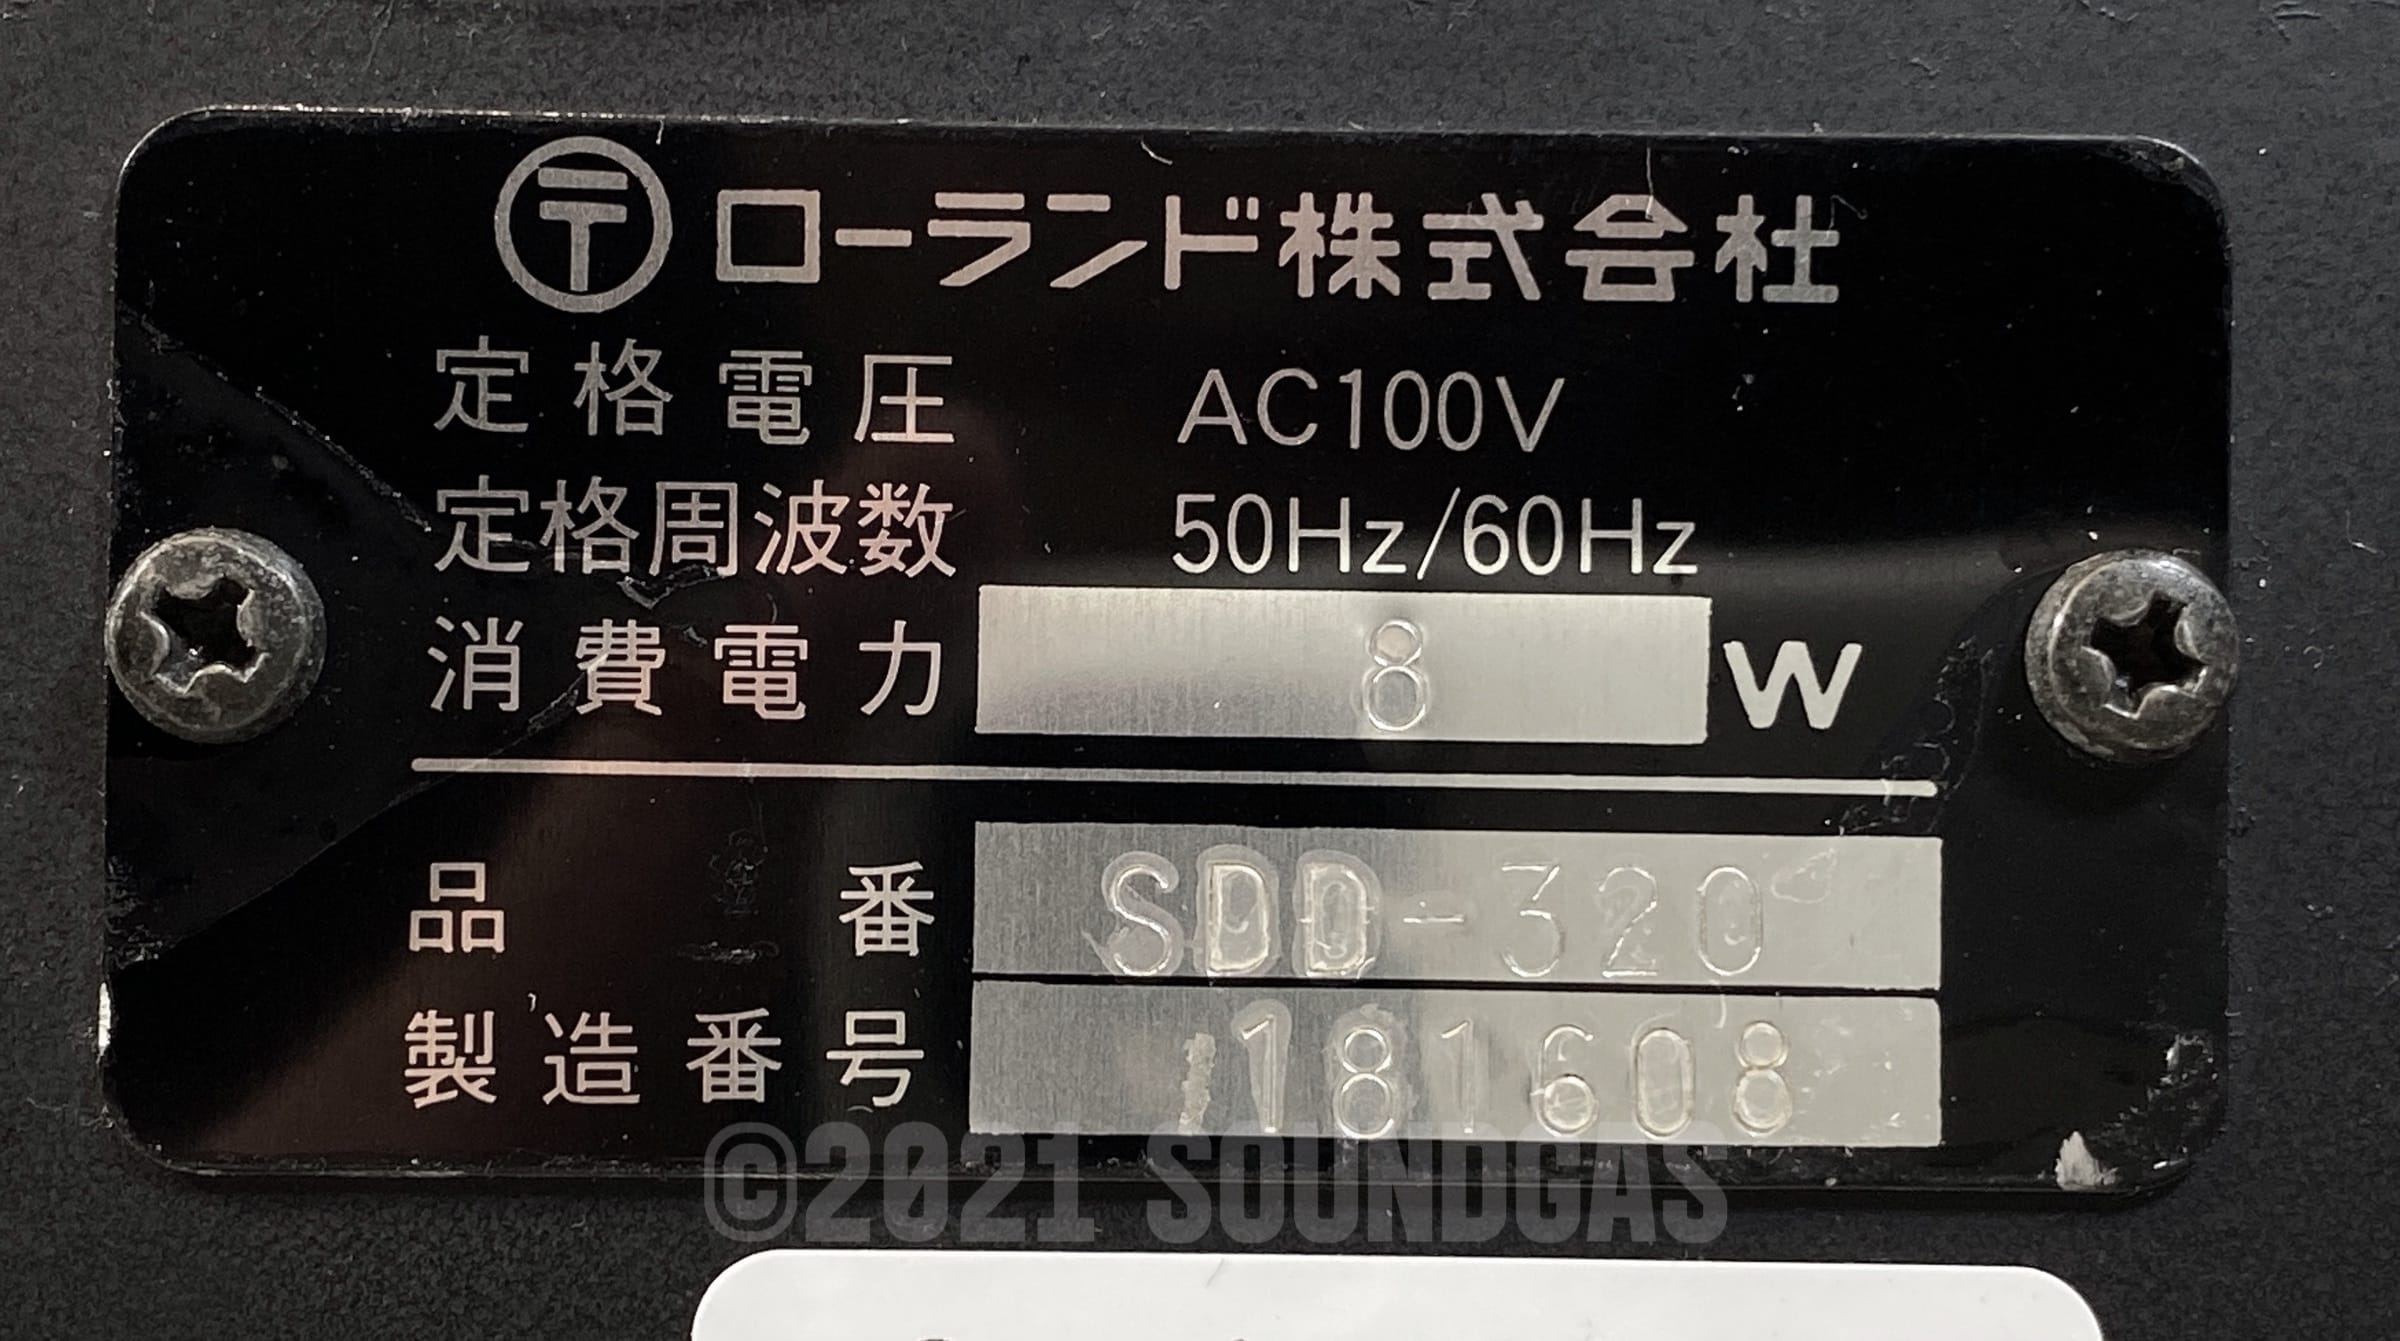 〒 ローランド株式会社
定格電圧 AC100V
定格周波数 50Hz/60Hz
消費電力 8 W
品番 SDD-320
製造番号 181608
©2021 SOUNDGAS